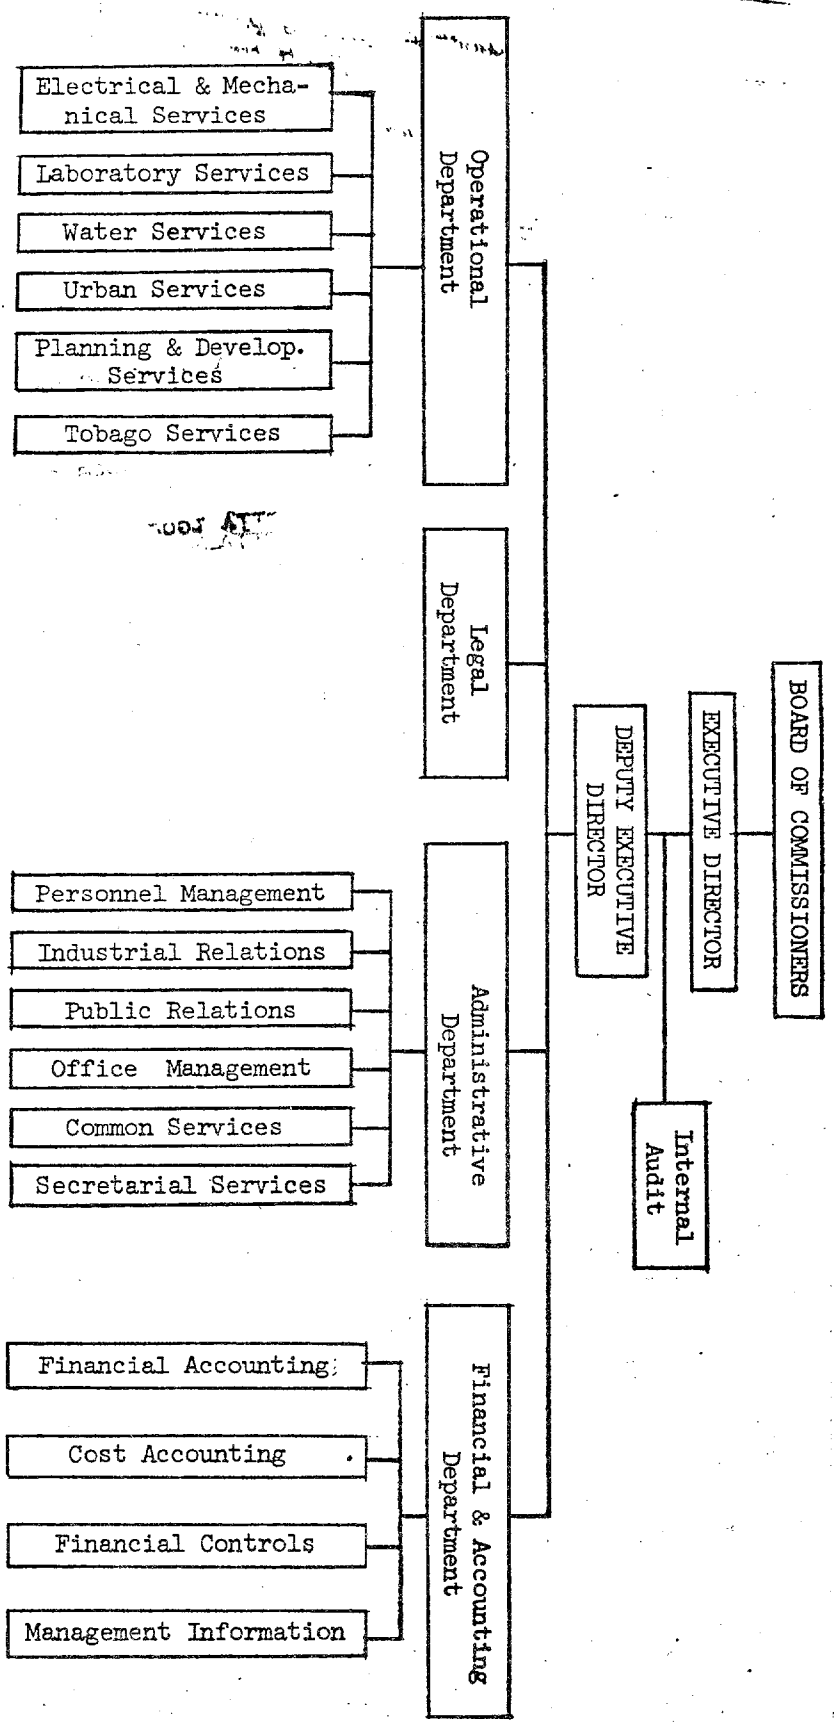 BOARD OF COMMISSIONERS
EXECUTIVE DIRECTOR
Internal
Audit
DEPUTY EXECUTIVE
DIRECTOR
Operational
Department
Electrical & Mecha-
nical Services
Laboratory Services
Water Services
Urban Services
Planning & Develop.
Services
Tobago Services
Legal
Department
Administrative
Department
Personnel Management
Industrial Relations
Public Relations
Office Management
Common Services
Secretarial Services
Financial & Accounting
Department
Financial Accounting
Cost Accounting
Financial Controls
Management Information